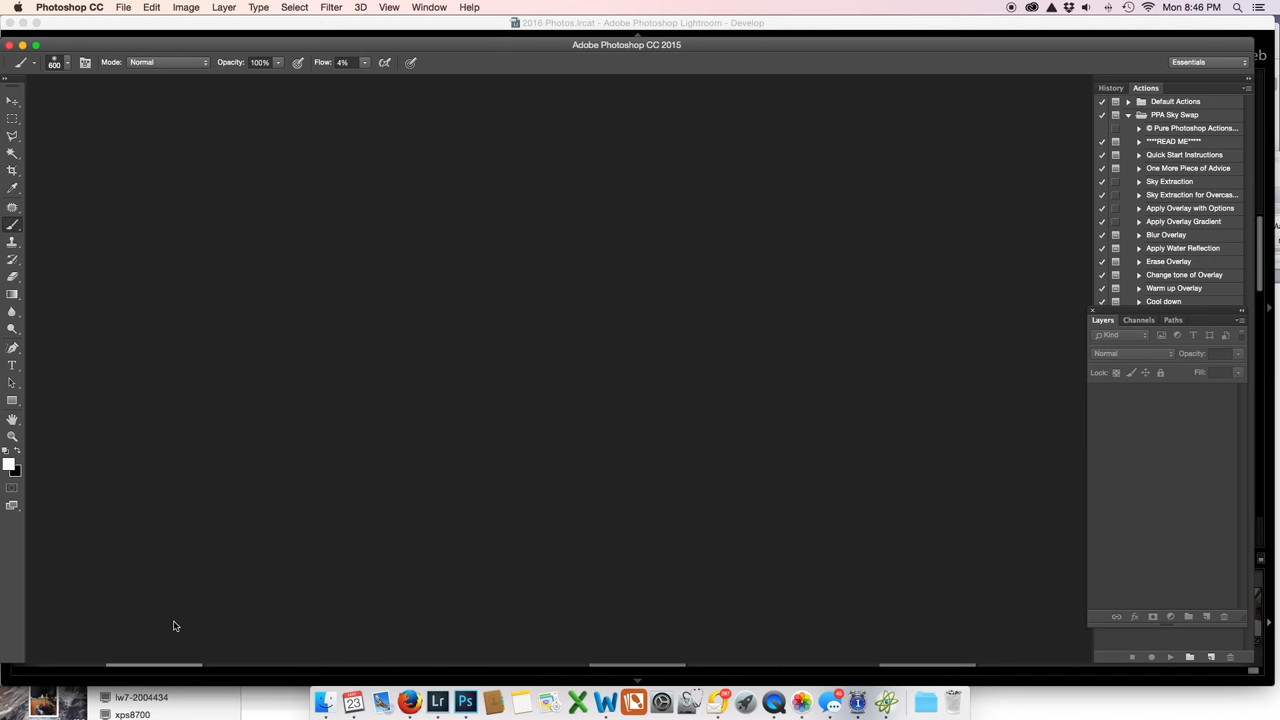 Photoshop CC File Edit Image Layer Type Select Filter 3D View Window Help Mon 8:46 PM
2016 Photos.lrcat - Adobe Photoshop Lightroom - Develop
Adobe Photoshop CC 2015
600 Mode: Normal Opacity: 100% Flow: 4% Essentials
History Actions
Default Actions
PPA Sky Swap
© Pure Photoshop Actions...
****READ ME*****
Quick Start Instructions
One More Piece of Advice
Sky Extraction
Sky Extraction for Overcas...
Apply Overlay with Options
Apply Overlay Gradient
Blur Overlay
Apply Water Reflection
Erase Overlay
Change tone of Overlay
Warm up Overlay
Cool down
Layers Channels Paths
Kind
Normal Opacity:
Lock: Fill:
lw7-2004434
xps8700